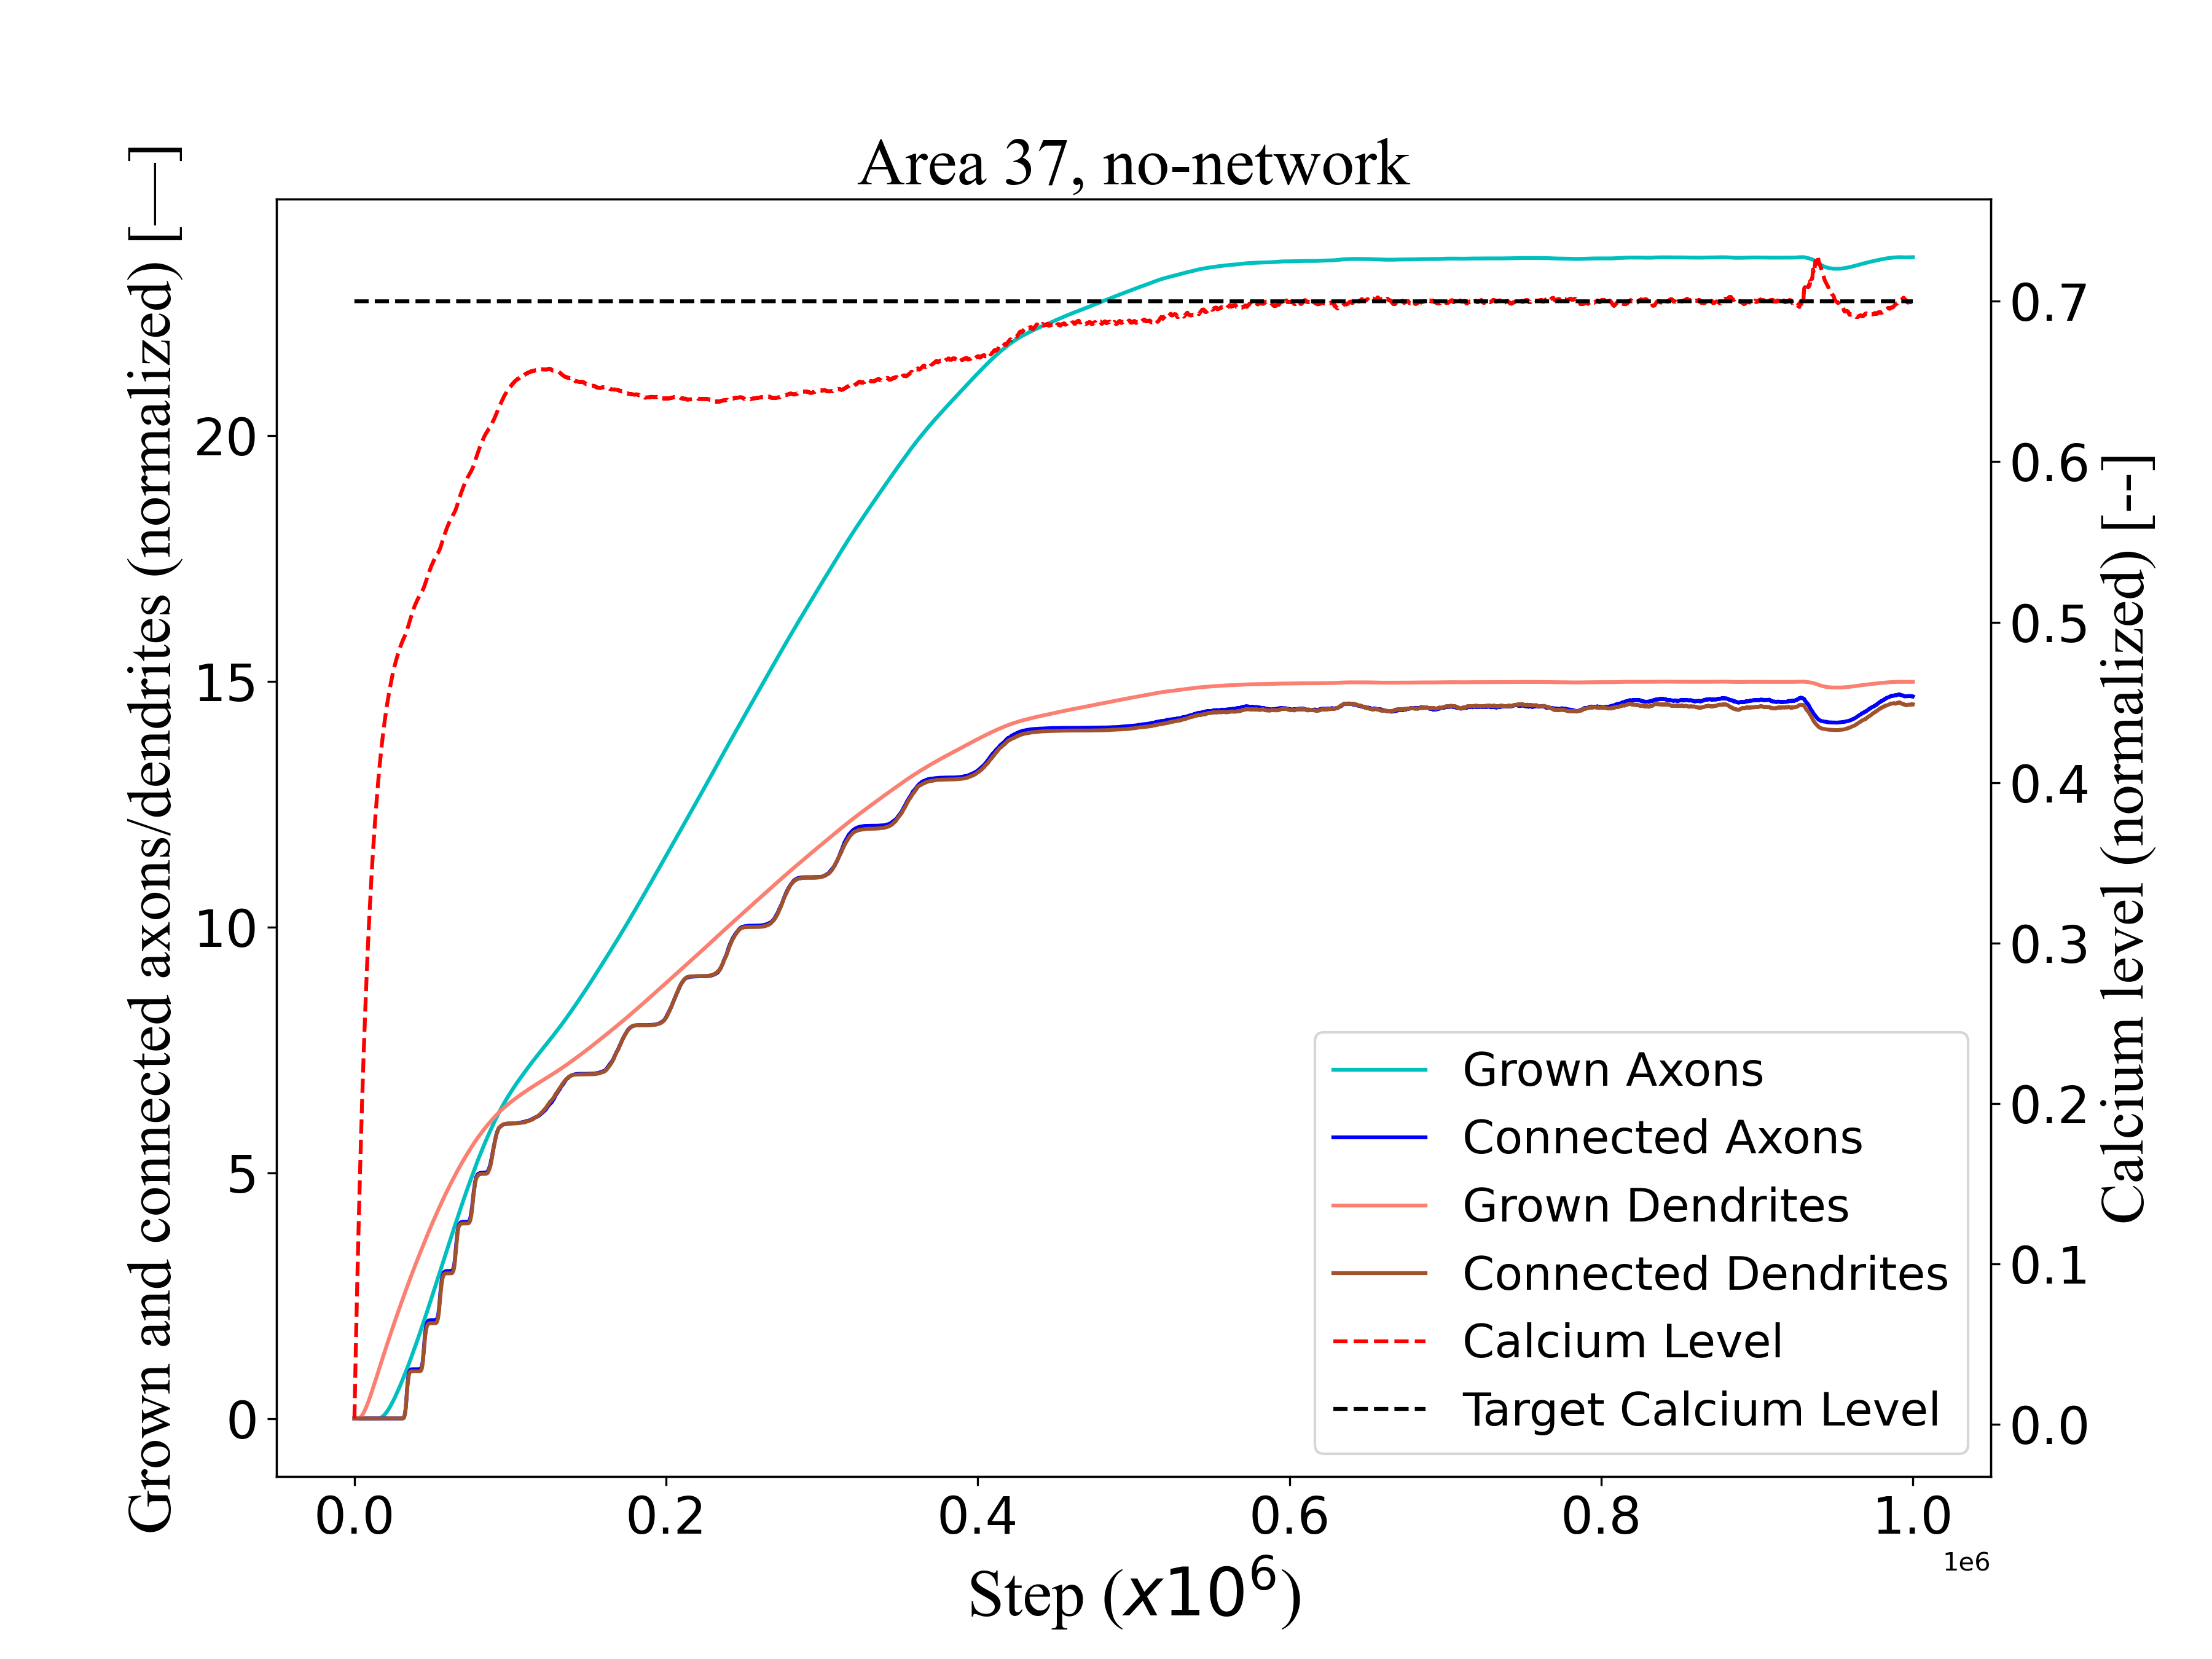 Area 37, no-network
Grown and connected axons/dendrites (normalized) [—]
20
15
10
5
0
0.7
0.6
0.5
0.4
0.3
0.2
0.1
0.0
Calcium level (normalized) [--]
Grown Axons
Connected Axons
Grown Dendrites
Connected Dendrites
Calcium Level
Target Calcium Level
0.0 0.2 0.4 0.6 0.8 1.0
1e6
Step (x10⁶)